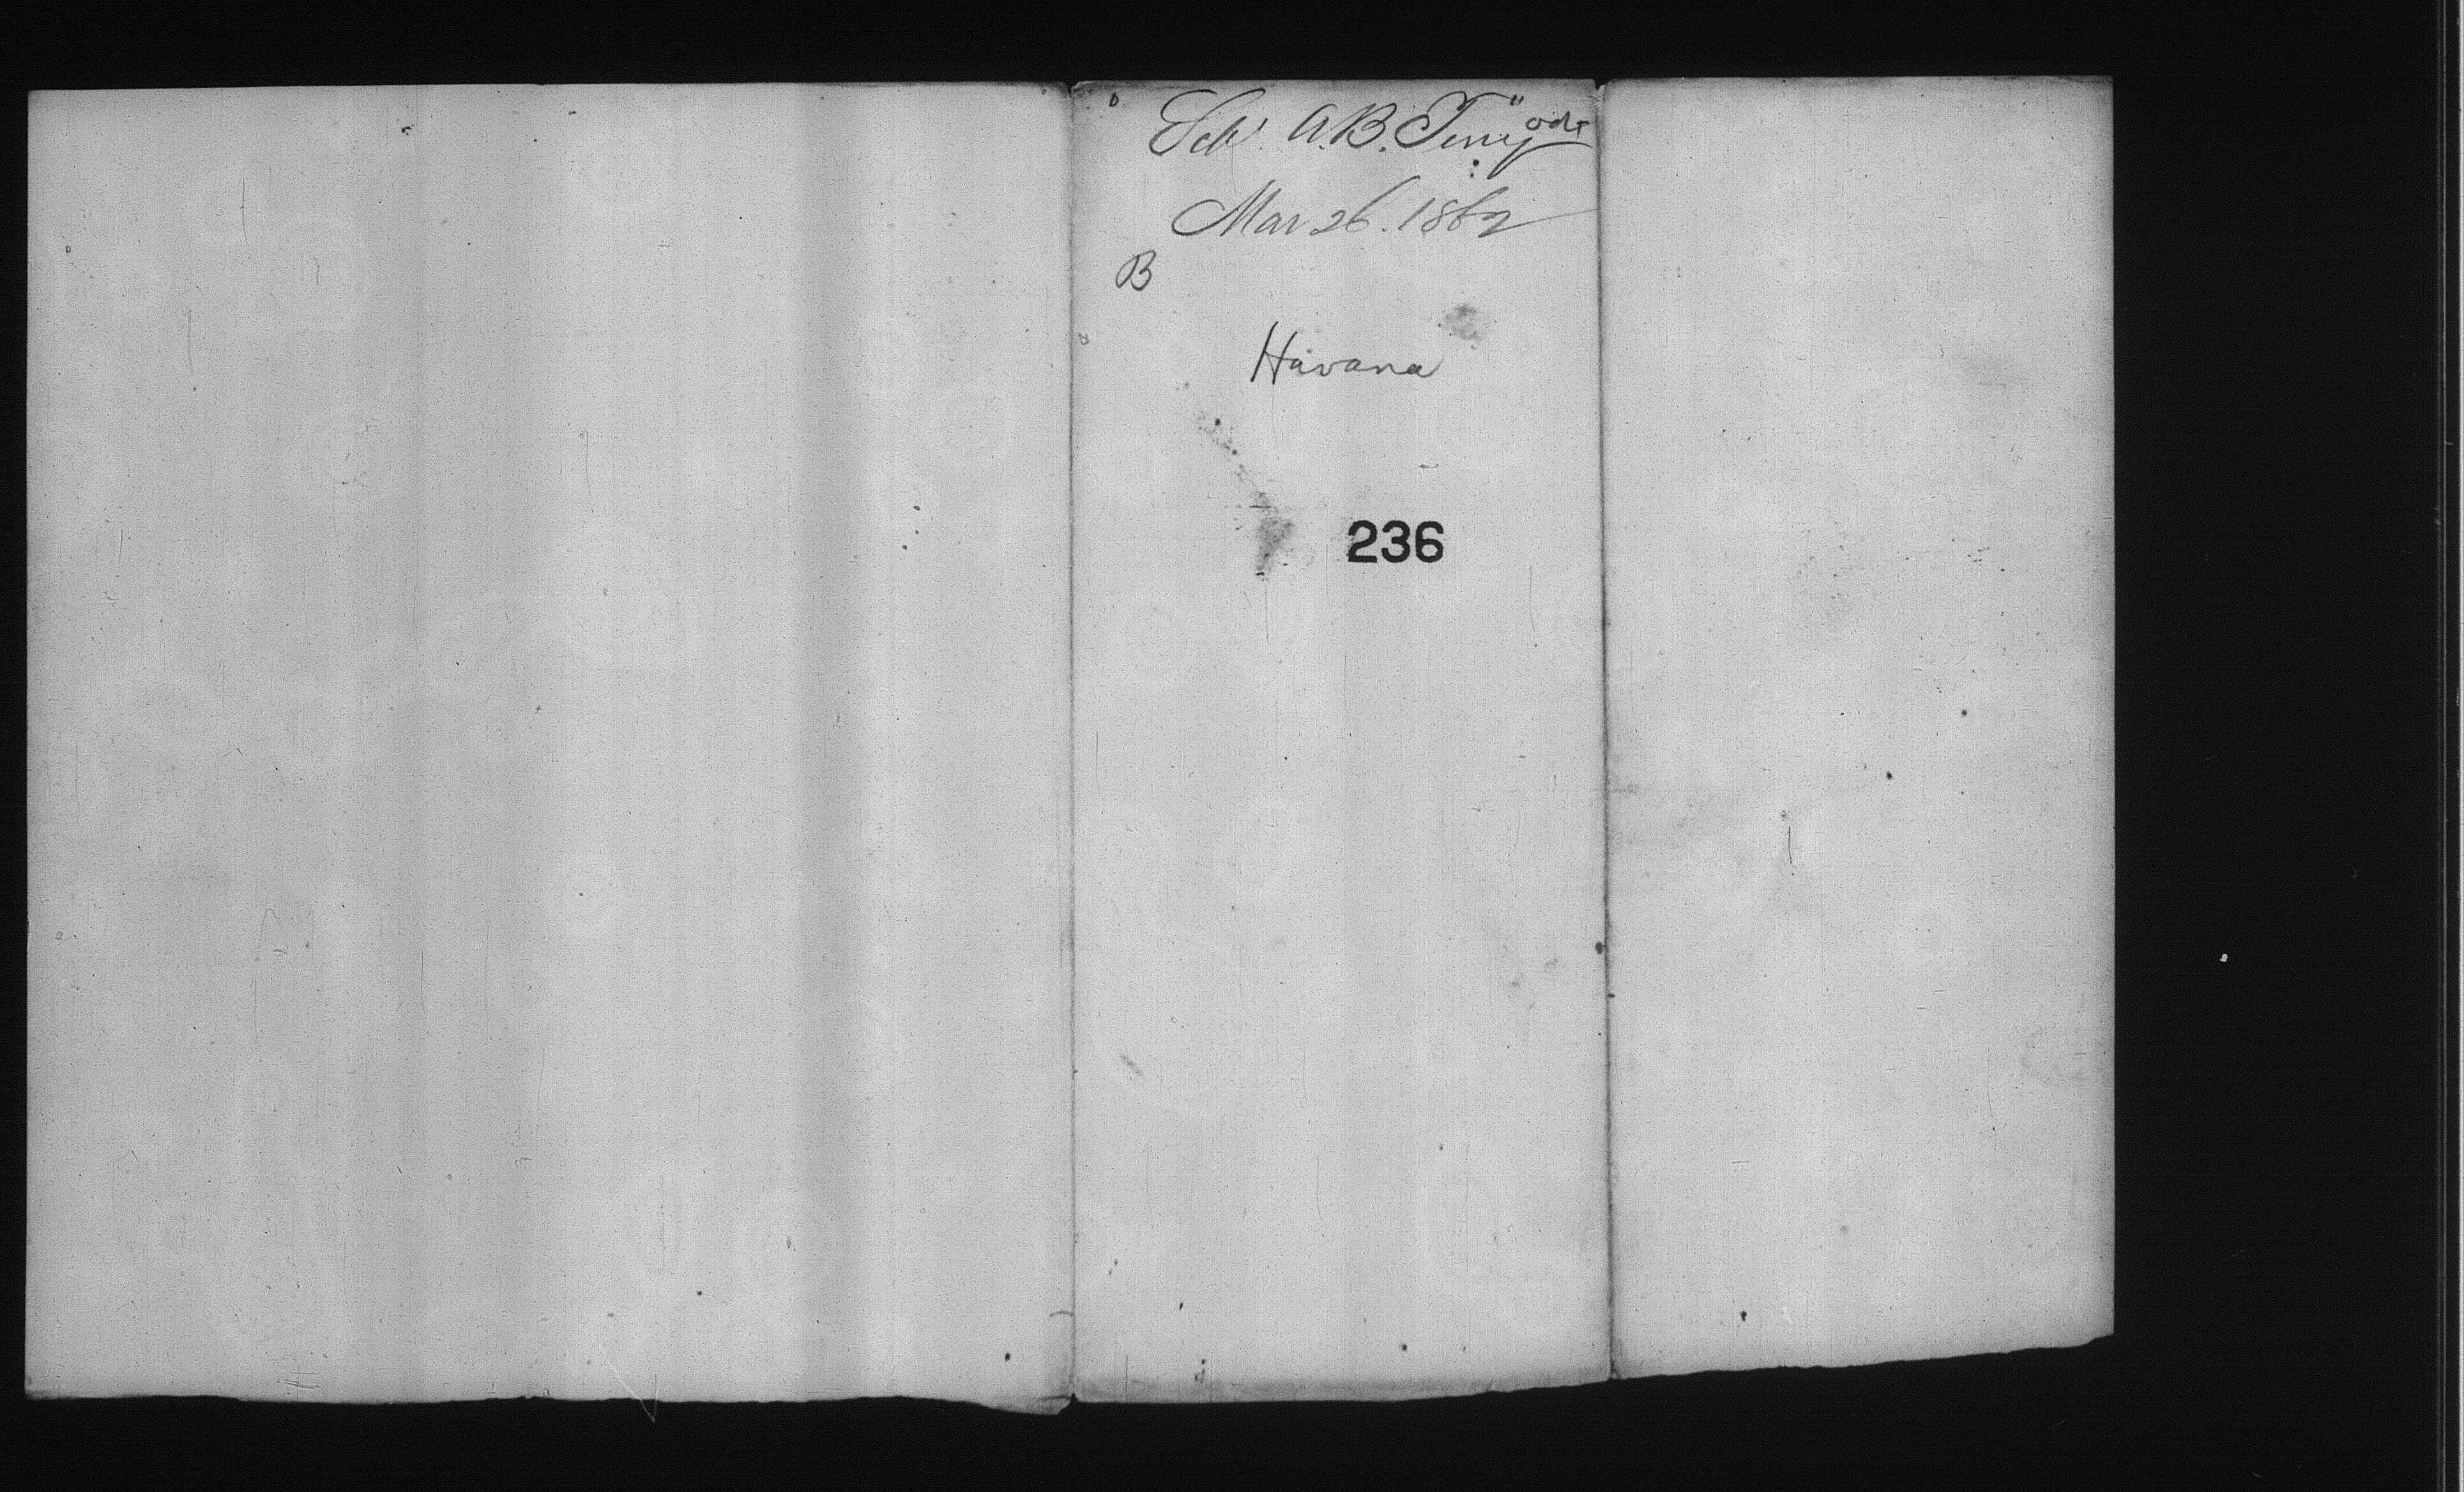 Sch. A.B. Terry
Mar 26. 1862
B
Havana
236